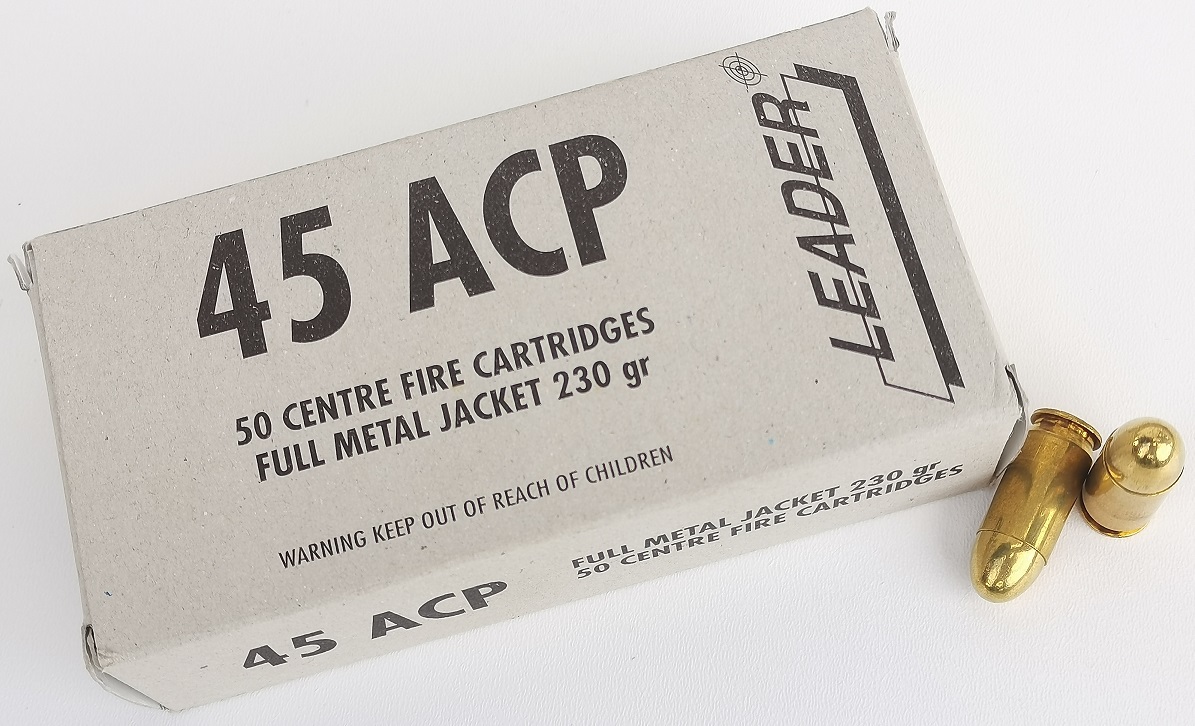 45 ACP
50 CENTRE FIRE CARTRIDGES
FULL METAL JACKET 230 gr
WARNING KEEP OUT OF REACH OF CHILDREN
LEADER
45 ACP
FULL METAL JACKET 230 gr
50 CENTRE FIRE CARTRIDGES